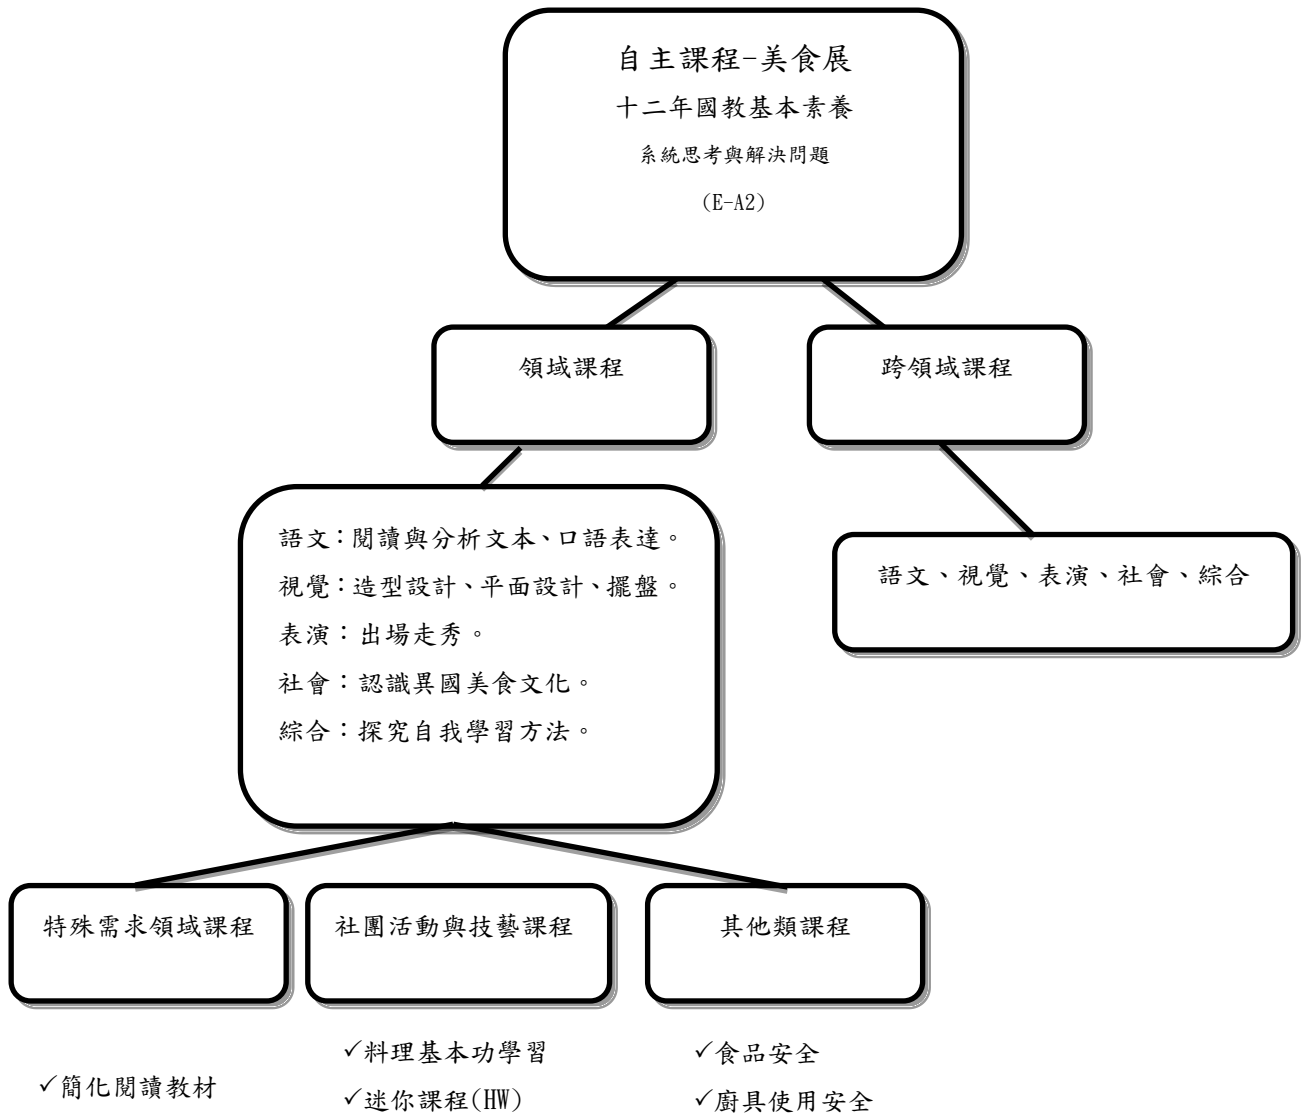 自主課程-美食展
十二年國教基本素養
系統思考與解決問題
(E-A2)
領域課程
跨領域課程
語文：閱讀與分析文本、口語表達。
視覺：造型設計、平面設計、擺盤。
表演：出場走秀。
社會：認識異國美食文化。
綜合：探究自我學習方法。
語文、視覺、表演、社會、綜合
特殊需求領域課程
社團活動與技藝課程
其他類課程
✓簡化閱讀教材
✓料理基本功學習
✓迷你課程(HW)
✓食品安全
✓廚具使用安全